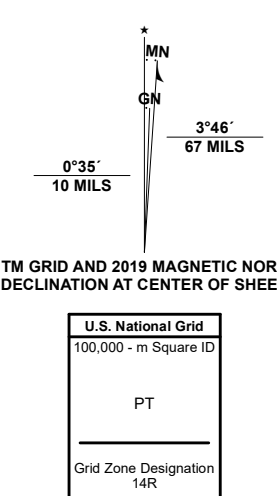 ★
MN
GN
3°46´
67 MILS
0°35´
10 MILS
TM GRID AND 2019 MAGNETIC NOR
DECLINATION AT CENTER OF SHEE
U.S. National Grid
100,000 - m Square ID
PT
Grid Zone Designation
14R